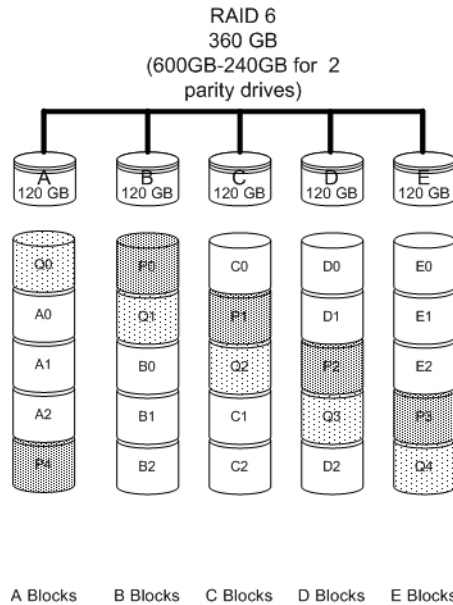 RAID 6
360 GB
(600GB-240GB for 2
parity drives)
A B C D E
120 GB 120 GB 120 GB 120 GB 120 GB
Q0 P0 C0 D0 E0
A0 Q1 P1 D1 E1
A1 B0 Q2 P2 E2
A2 B1 C1 Q3 P3
P4 B2 C2 D2 Q4
A Blocks B Blocks C Blocks D Blocks E Blocks